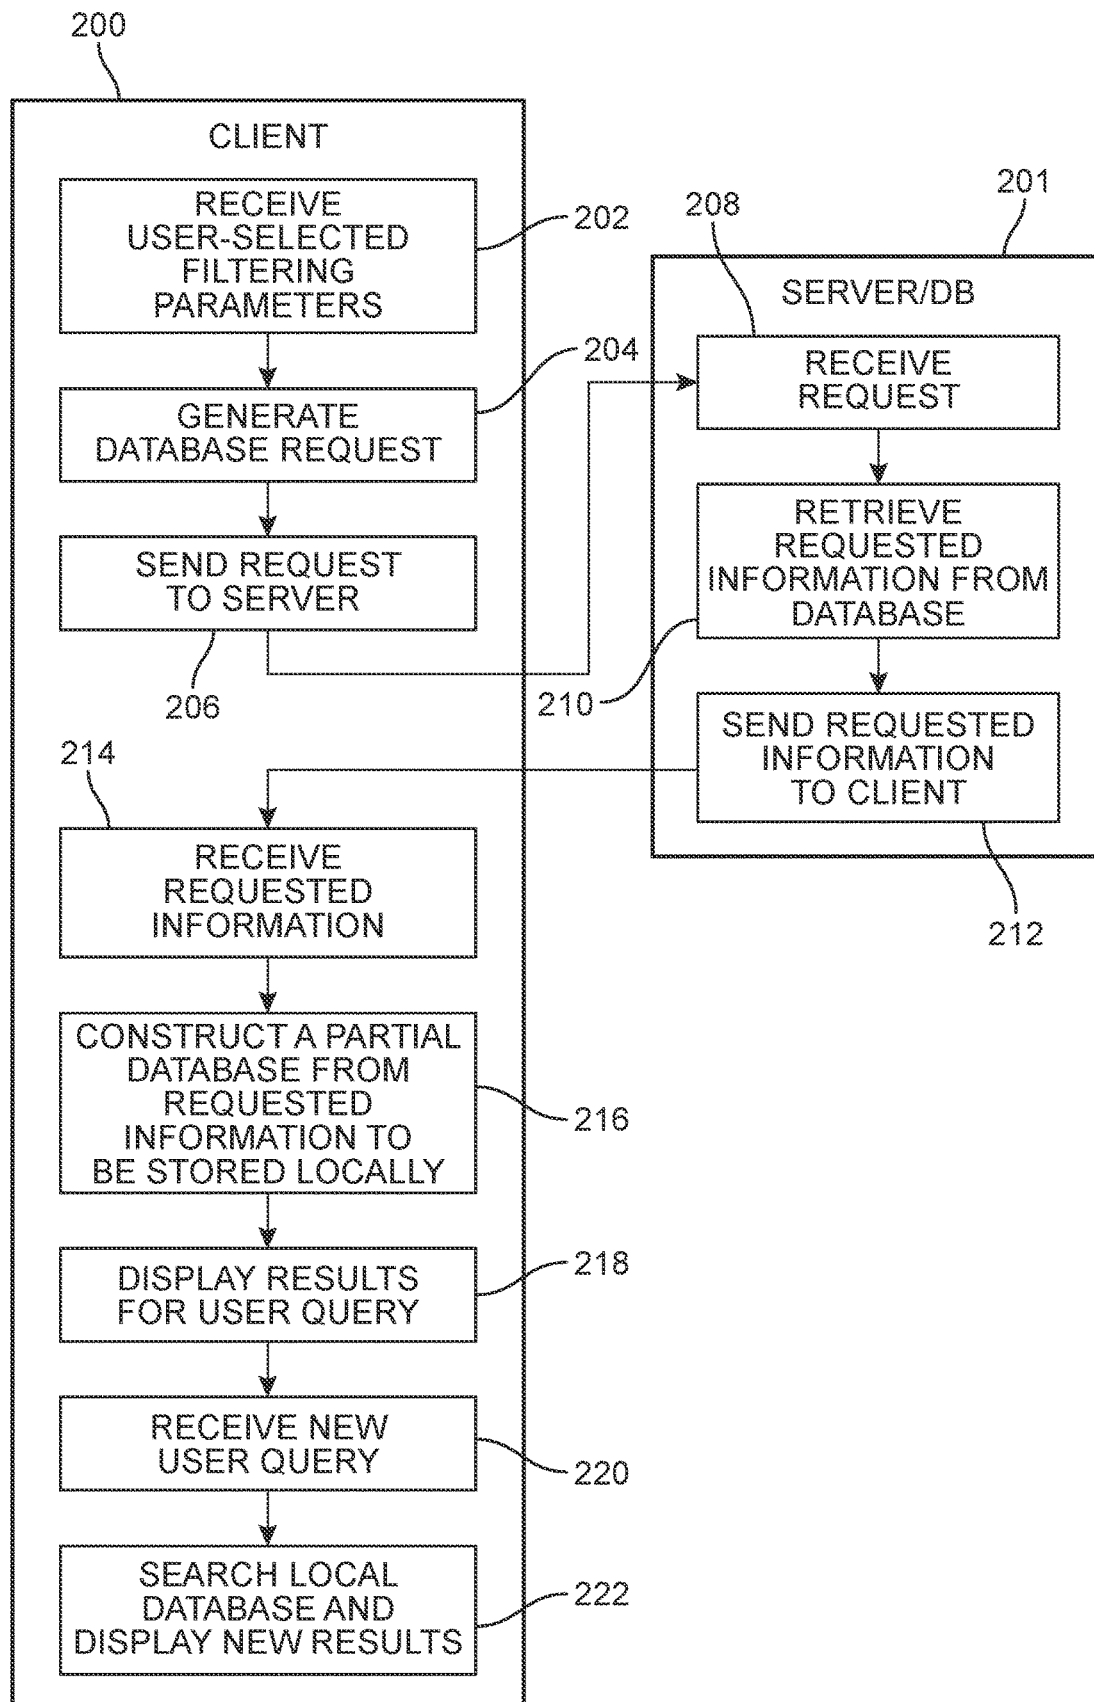 200
CLIENT
RECEIVE
USER-SELECTED
FILTERING
PARAMETERS
202
GENERATE
DATABASE REQUEST
204
SEND REQUEST
TO SERVER
206
201
SERVER/DB
208
RECEIVE
REQUEST
RETRIEVE
REQUESTED
INFORMATION FROM
DATABASE
210
SEND REQUESTED
INFORMATION
TO CLIENT
212
214
RECEIVE
REQUESTED
INFORMATION
CONSTRUCT A PARTIAL
DATABASE FROM
REQUESTED
INFORMATION TO
BE STORED LOCALLY
216
DISPLAY RESULTS
FOR USER QUERY
218
RECEIVE NEW
USER QUERY
220
SEARCH LOCAL
DATABASE AND
DISPLAY NEW RESULTS
222